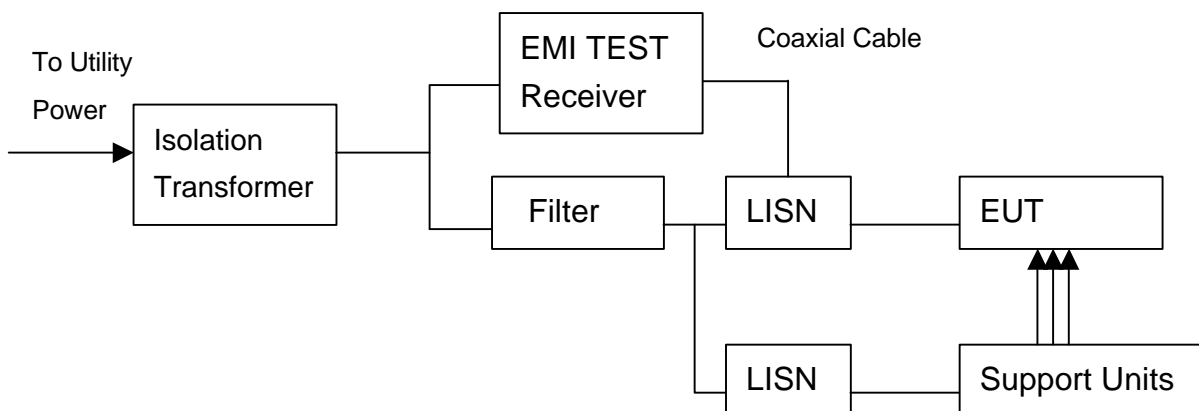 To Utility
Power
Isolation
Transformer
EMI TEST
Receiver
Coaxial Cable
Filter
LISN
EUT
LISN
Support Units